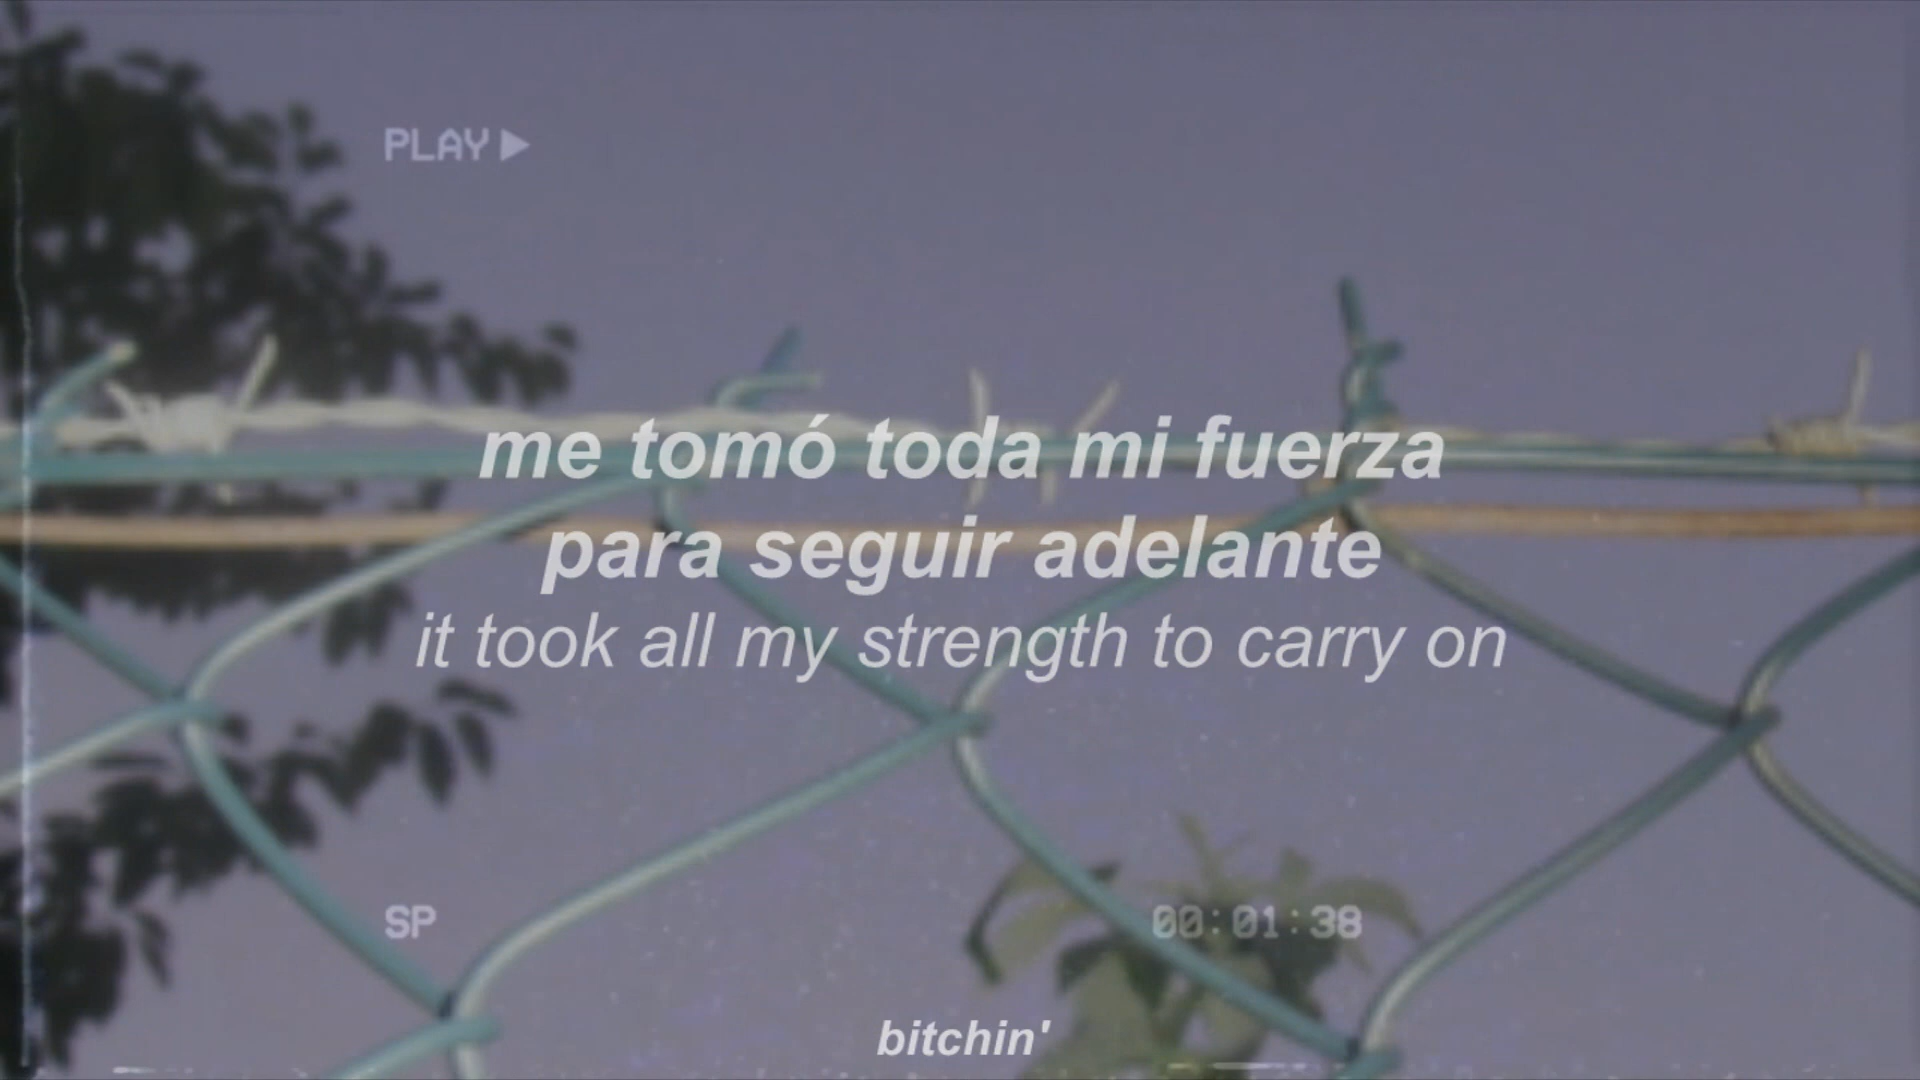 PLAY ▶
me tomó toda mi fuerza
para seguir adelante
it took all my strength to carry on
SP
00:01:38
bitchin'